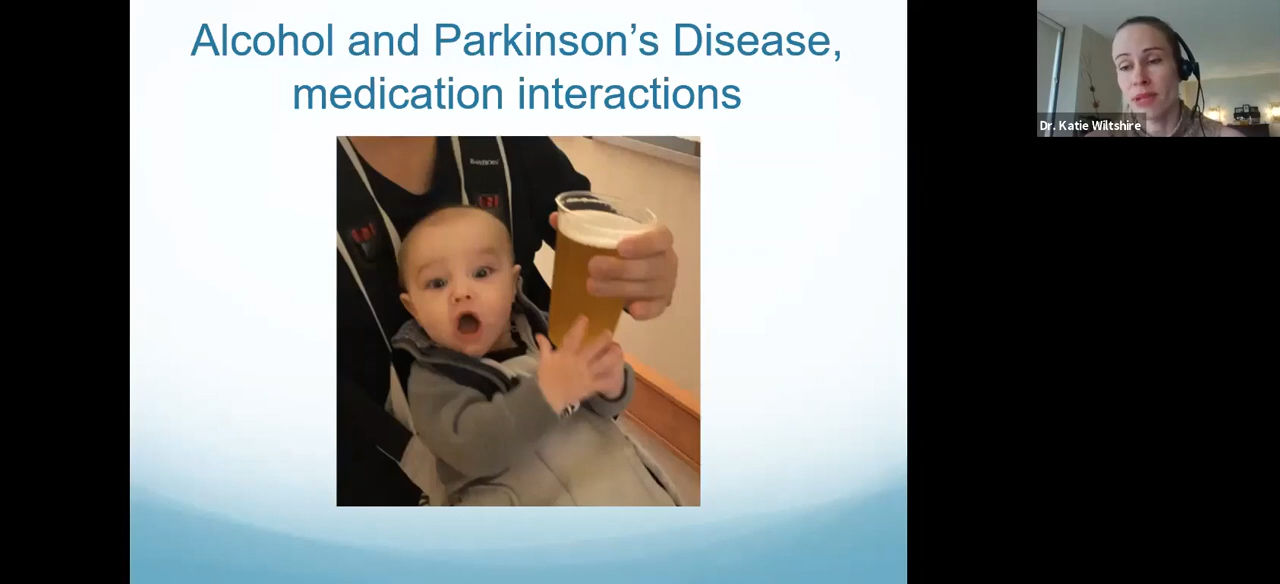 Alcohol and Parkinson's Disease,
medication interactions
Dr. Katie Wiltshire